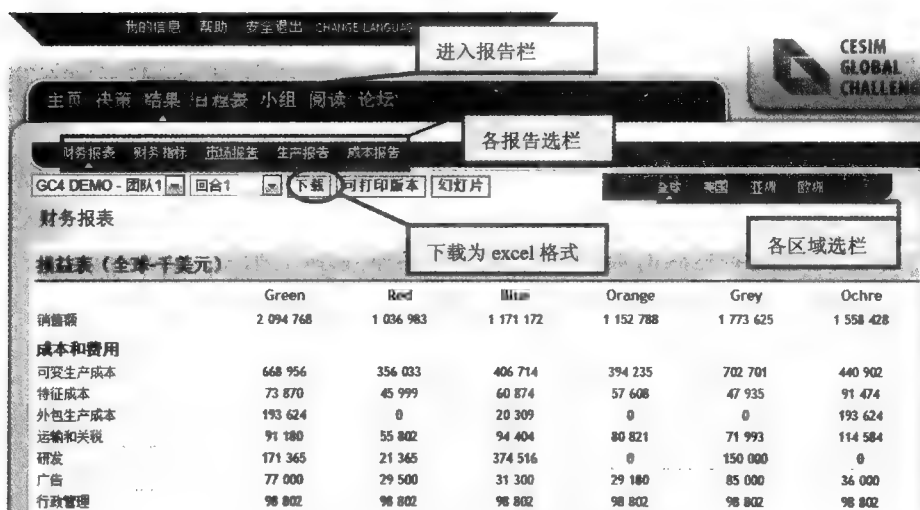 我的信息 帮助 安全退出 CHANGE LANGUAG
进入报告栏
CESIM
GLOBAL
CHALLENG
主页 决策 结果 日程表 小组 阅读 论坛
各报告选栏
财务报表 财务指标 市场报告 生产报告 成本报告
GC4 DEMO - 团队1 回合1 下载 可打印版本 幻灯片 全球 美国 亚洲 欧洲
财务报表
下载为 excel 格式
各区域选栏
损益表（全球-千美元）
Green Red Blue Orange Grey Ochre
销售额 2 094 768 1 036 983 1 171 172 1 152 788 1 773 625 1 558 428
成本和费用
可变生产成本 668 956 356 033 406 714 394 235 702 701 440 902
特征成本 73 870 45 999 60 874 57 608 47 935 91 474
外包生产成本 193 624 0 20 309 0 0 193 624
运输和关税 91 180 55 802 94 404 80 821 71 993 114 584
研发 171 365 21 365 374 516 0 150 000 0
广告 77 000 29 500 31 300 29 180 85 000 36 000
行政管理 98 802 98 802 98 802 98 802 98 802 98 802